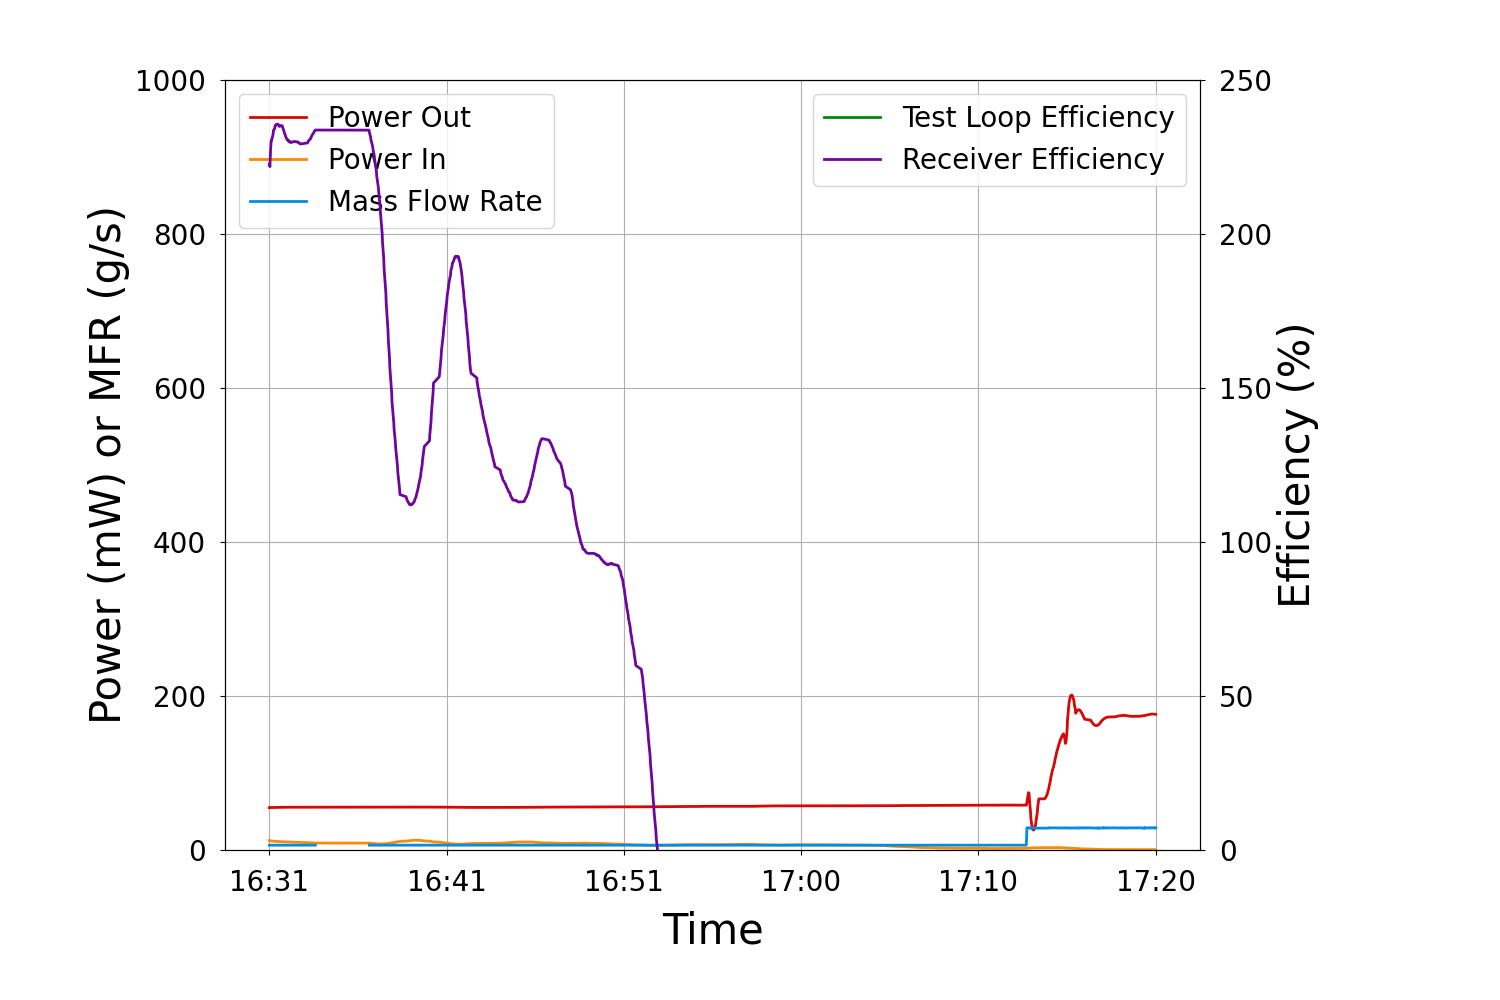 Power Out
Power In
Mass Flow Rate
Test Loop Efficiency
Receiver Efficiency
Power (mW) or MFR (g/s)
1000
800
600
400
200
0
250
200
150
100
50
0
Efficiency (%)
16:31
16:41
16:51
17:00
17:10
17:20
Time